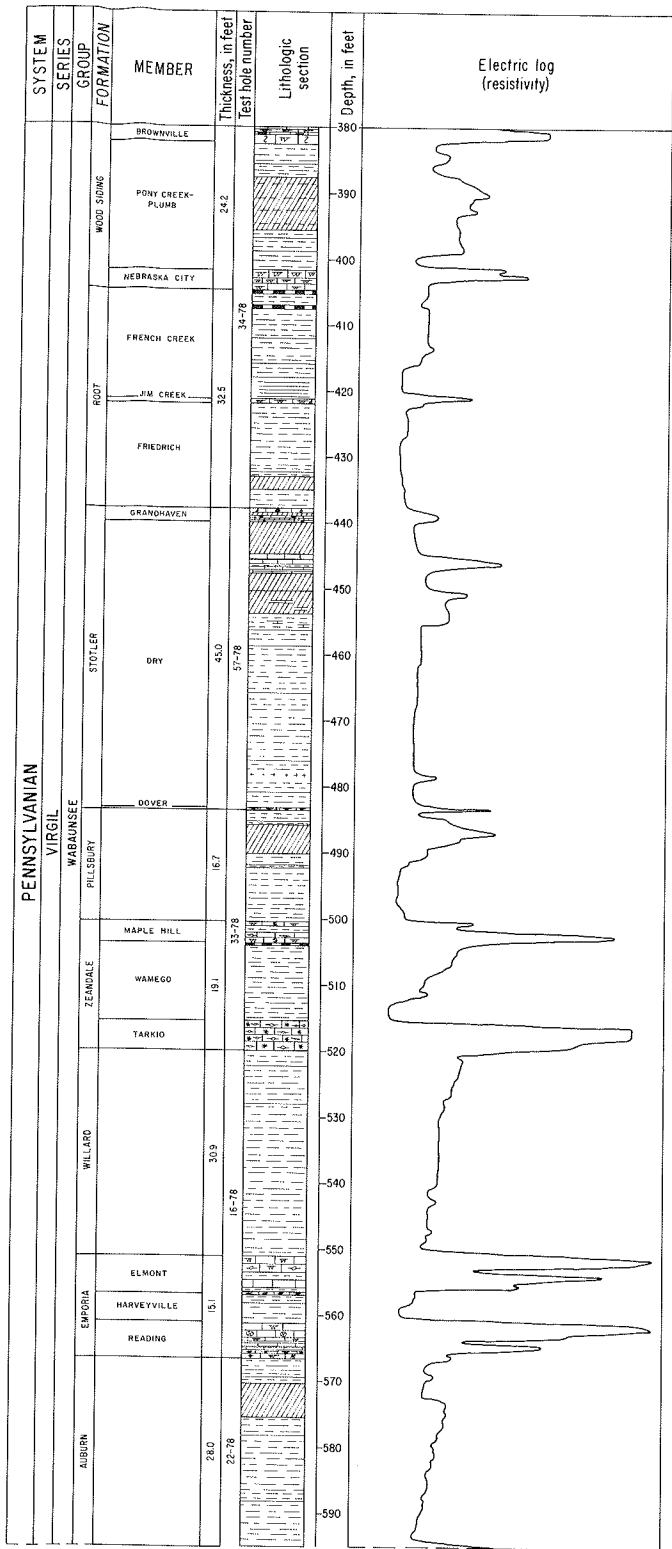 SYSTEM
SERIES
GROUP
FORMATION
MEMBER
Thickness, in feet
Test hole number
Lithologic
section
Depth, in feet
Electric log
(resistivity)
PENNSYLVANIAN
VIRGIL
WABAUNSEE
WOOD SIDING
ROOT
STOTLER
PILLSBURY
ZEANDALE
WILLARD
EMPORIA
AUBURN
BROWNVILLE
PONY CREEK-
PLUMB
NEBRASKA CITY
FRENCH CREEK
JIM CREEK
FRIEDRICH
GRANDHAVEN
DRY
DOVER
MAPLE HILL
WAMEGO
TARKIO
ELMONT
HARVEYVILLE
READING
24.2
32.5
45.0
16.7
19.1
30.9
15.1
28.0
34-78
57-78
33-78
16-78
22-78
380
390
400
410
420
430
440
450
460
470
480
490
500
510
520
530
540
550
560
570
580
590